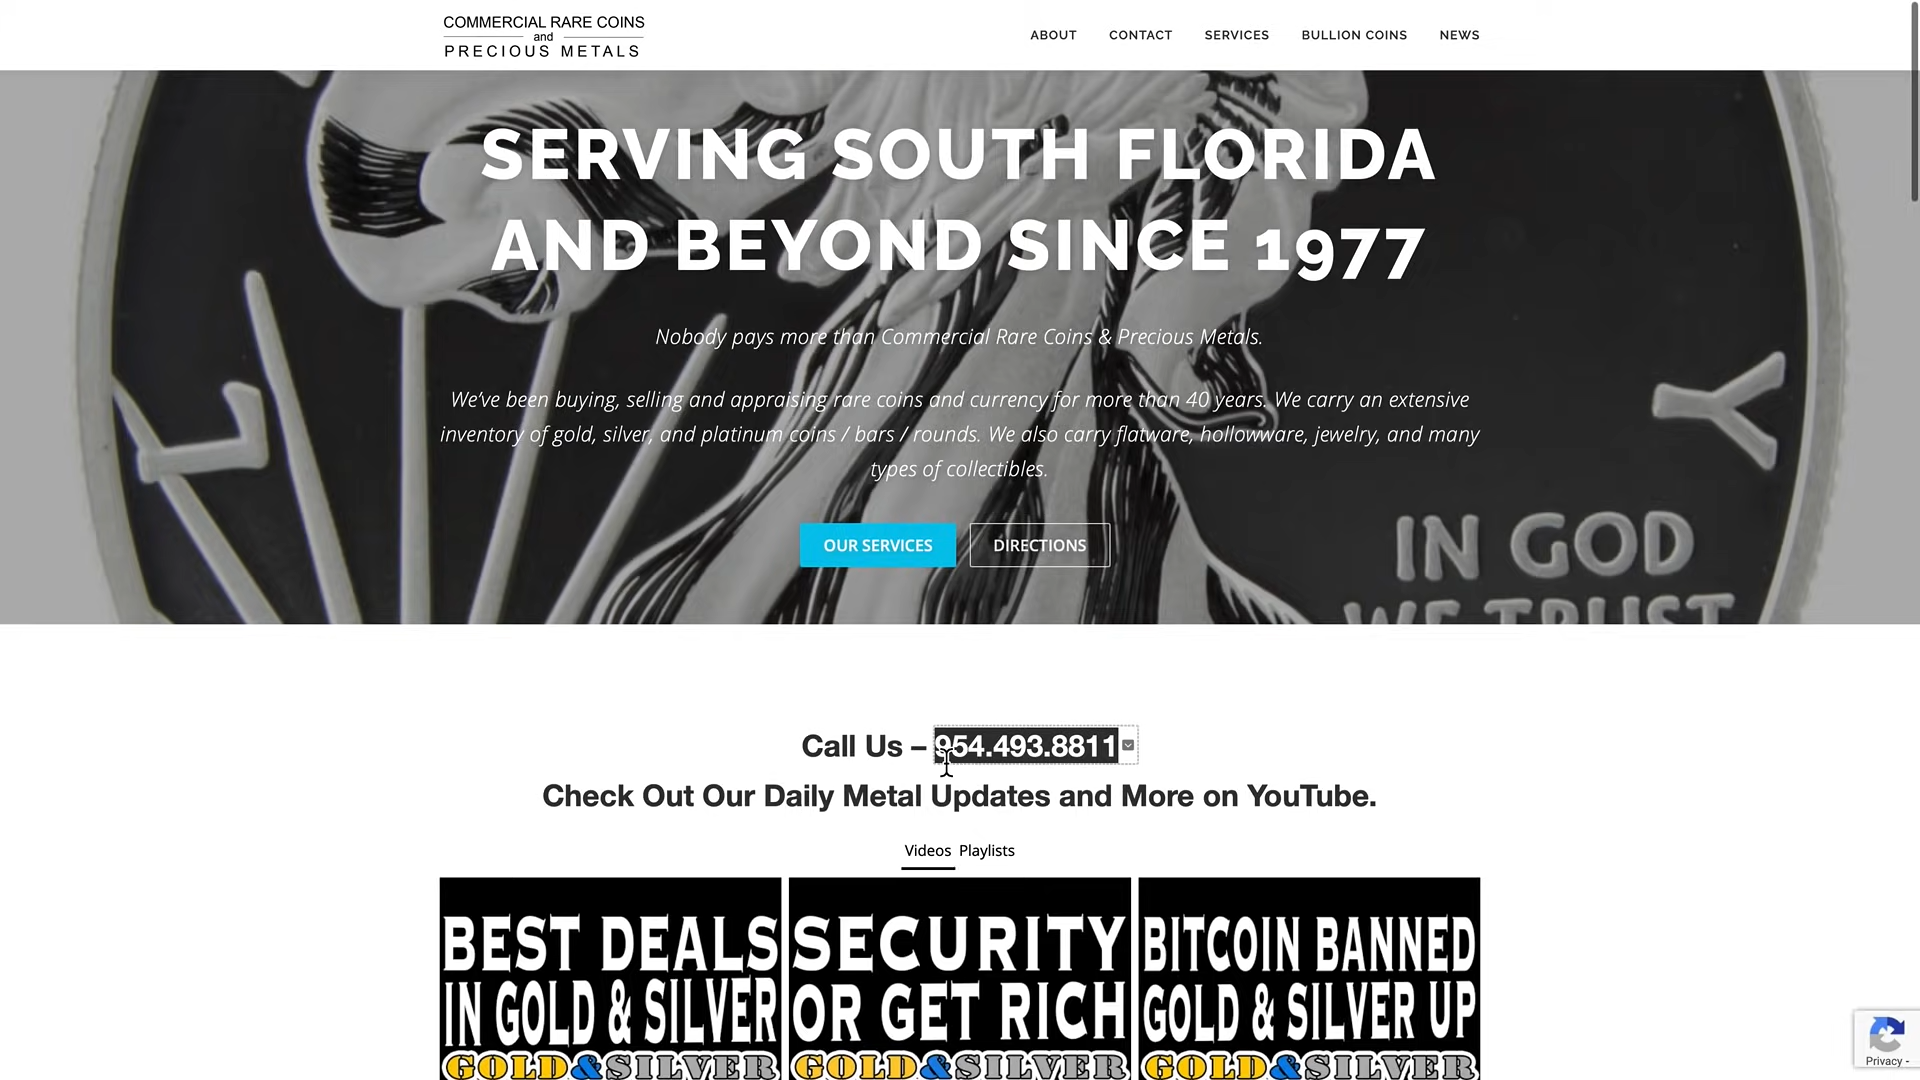 COMMERCIAL RARE COINS
and
PRECIOUS METALS
ABOUT
CONTACT
SERVICES
BULLION COINS
NEWS
SERVING SOUTH FLORIDA
AND BEYOND SINCE 1977
Nobody pays more than Commercial Rare Coins & Precious Metals.
We've been buying, selling and appraising rare coins and currency for more than 40 years. We carry an extensive
inventory of gold, silver, and platinum coins / bars / rounds. We also carry flatware, hollowware, jewelry, and many
types of collectibles.
OUR SERVICES
DIRECTIONS
L
Y
IN GOD
WE TRUST
Call Us – 954.493.8811
Check Out Our Daily Metal Updates and More on YouTube.
Videos
Playlists
BEST DEALS
IN GOLD & SILVER
GOLD&SILVER
SECURITY
OR GET RICH
GOLD&SILVER
BITCOIN BANNED
GOLD & SILVER UP
GOLD&SILVER
Privacy -